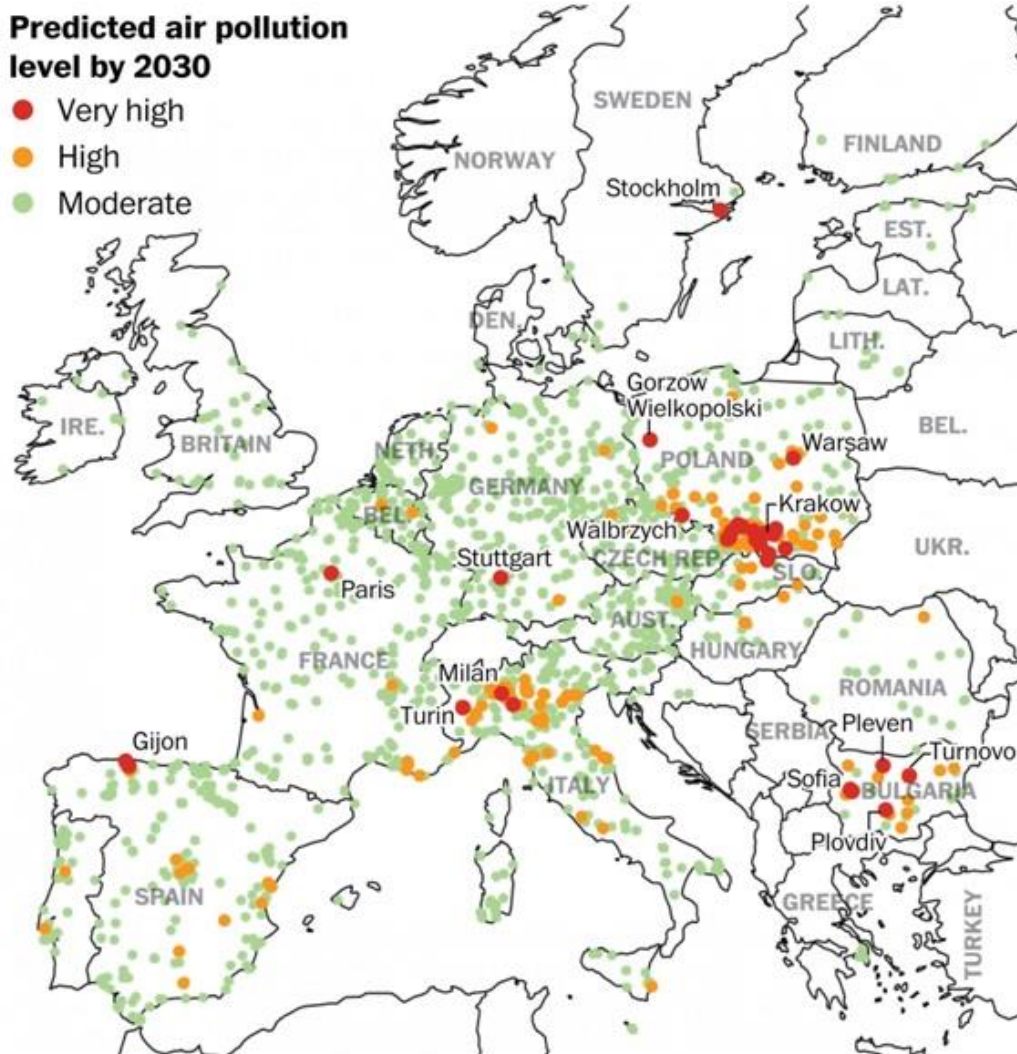 Predicted air pollution
level by 2030
Very high
High
Moderate
SWEDEN
FINLAND
NORWAY
Stockholm
EST.
LAT.
DEN.
LITH.
Gorzow
Wielkopolski
IRE.
BRITAIN
BEL.
NETH.
POLAND
Warsaw
GERMANY
Krakow
BEL.
Walbrzych
CZECH REP.
UKR.
Stuttgart
SLO.
Paris
AUST.
HUNGARY
FRANCE
Milan
ROMANIA
Turin
Pleven
SERBIA
Gijon
Turnovo
Sofia
ITALY
BULGARIA
Plovdiv
SPAIN
GREECE
TURKEY